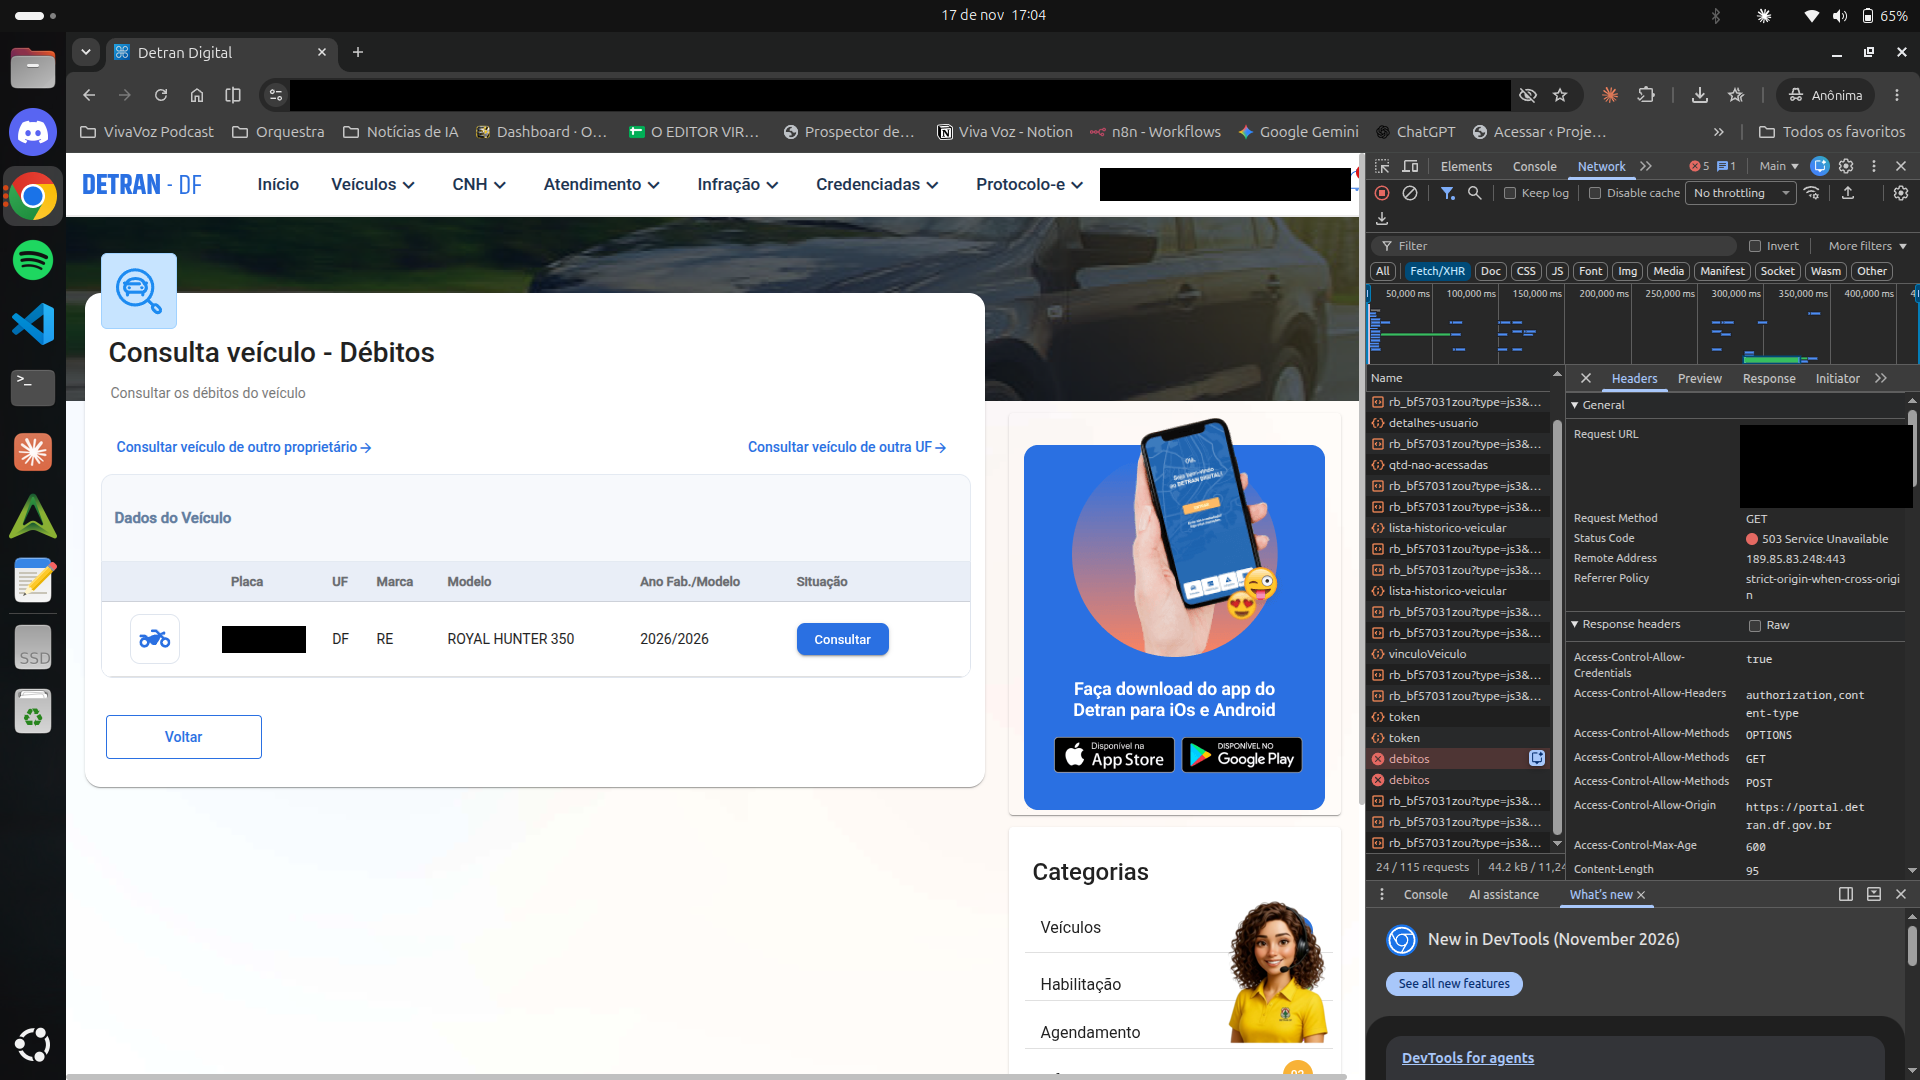 17 de nov 17:04
65%
Detran Digital
Anônima
VivaVoz Podcast
Orquestra
Notícias de IA
Dashboard · O...
O EDITOR VIR...
Prospector de...
Viva Voz - Notion
n8n - Workflows
Google Gemini
ChatGPT
Acessar ‹ Proje...
Todos os favoritos
DETRAN - DF
Início
Veículos
CNH
Atendimento
Infração
Credenciadas
Protocolo-e
Consulta veículo - Débitos
Consultar os débitos do veículo
Consultar veículo de outro proprietário
Consultar veículo de outra UF
Dados do Veículo
Placa UF Marca Modelo Ano Fab./Modelo Situação
DF RE ROYAL HUNTER 350 2026/2026 Consultar
Voltar
Olá,
Seja bem-vindo
ao DETRAN DIGITAL!
Faça download do app do
Detran para iOs e Android
Disponível na
App Store
DISPONÍVEL NO
Google Play
Categorias
Veículos
Habilitação
Agendamento
SSD
Elements
Console
Network
5
1
Main
Keep log
Disable cache
No throttling
Filter
Invert
More filters
All
Fetch/XHR
Doc
CSS
JS
Font
Img
Media
Manifest
Socket
Wasm
Other
50,000 ms
100,000 ms
150,000 ms
200,000 ms
250,000 ms
300,000 ms
350,000 ms
400,000 ms
Name
rb_bf57031zou?type=js3&...
detalhes-usuario
rb_bf57031zou?type=js3&...
qtd-nao-acessadas
rb_bf57031zou?type=js3&...
rb_bf57031zou?type=js3&...
lista-historico-veicular
rb_bf57031zou?type=js3&...
rb_bf57031zou?type=js3&...
lista-historico-veicular
rb_bf57031zou?type=js3&...
rb_bf57031zou?type=js3&...
vinculoVeiculo
rb_bf57031zou?type=js3&...
rb_bf57031zou?type=js3&...
token
token
debitos
debitos
rb_bf57031zou?type=js3&...
rb_bf57031zou?type=js3&...
rb_bf57031zou?type=js3&...
24 / 115 requests
44.2 kB / 11,24
Headers
Preview
Response
Initiator
General
Request URL
Request Method
GET
Status Code
503 Service Unavailable
Remote Address
189.85.83.248:443
Referrer Policy
strict-origin-when-cross-origi
n
Response headers
Raw
Access-Control-Allow-
Credentials
true
Access-Control-Allow-Headers
authorization,cont
ent-type
Access-Control-Allow-Methods
OPTIONS
Access-Control-Allow-Methods
GET
Access-Control-Allow-Methods
POST
Access-Control-Allow-Origin
https://portal.det
ran.df.gov.br
Access-Control-Max-Age
600
Content-Length
95
Console
AI assistance
What's new
New in DevTools (November 2026)
See all new features
DevTools for agents